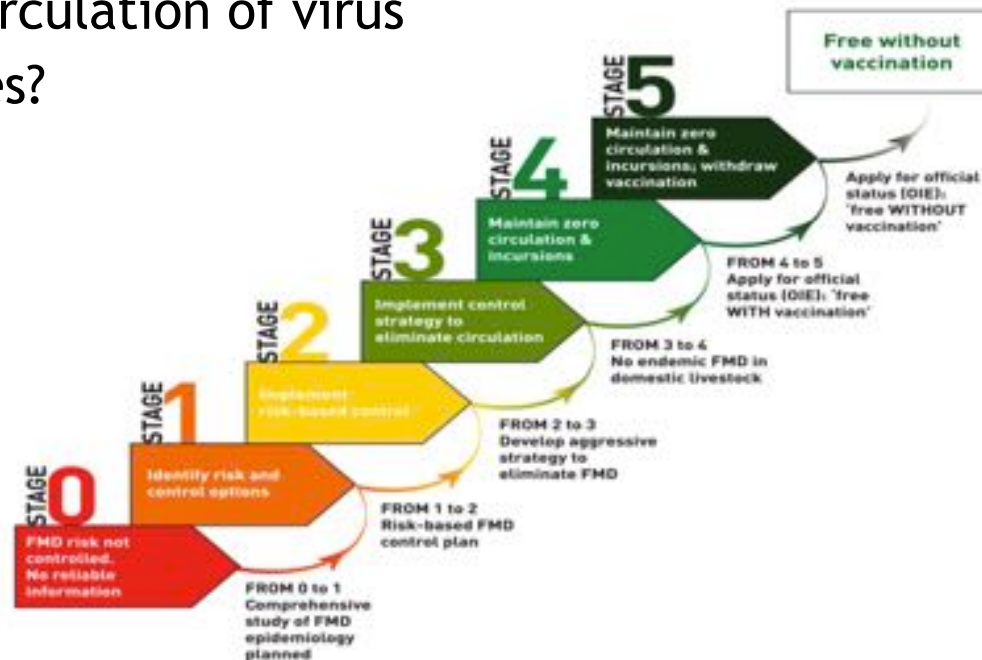 rculation of virus
es?
Free without
vaccination
STAGE 5
Maintain zero
circulation &
incursions; withdraw
vaccination
Apply for official
status (OIE):
'free WITHOUT
vaccination'
STAGE 4
Maintain zero
circulation &
incursions
FROM 4 to 5
Apply for official
status (OIE): 'free
WITH vaccination'
STAGE 3
Implement control
strategy to
eliminate circulation
FROM 3 to 4
No endemic FMD in
domestic livestock
STAGE 2
Implement
risk-based control
FROM 2 to 3
Develop aggressive
strategy to
eliminate FMD
STAGE 1
Identify risk and
control options
FROM 1 to 2
Risk-based FMD
control plan
STAGE 0
FMD risk not
controlled.
No reliable
information
FROM 0 to 1
Comprehensive
study of FMD
epidemiology
planned